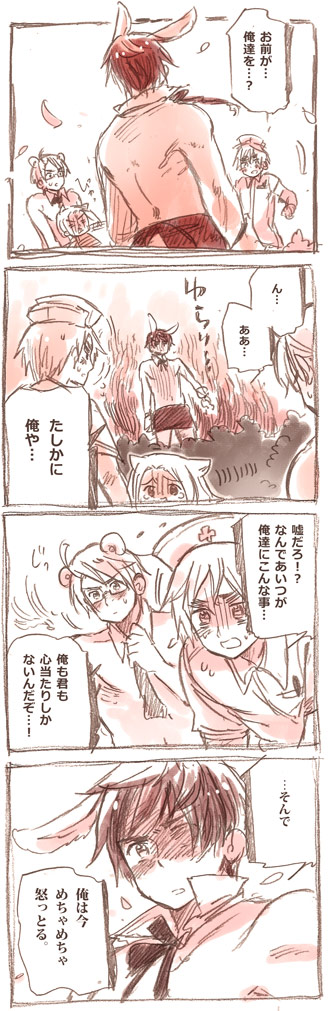 お前が…
俺達を…？
ん…
ああ…
ゆらり…
たしかに
俺や…
嘘だろ！？
なんであいつが
俺達にこんな事…
じっ
俺も君も
心当たりしか
ないんだぞ…！
…そんで
俺は今
めちゃめちゃ
怒っとる。